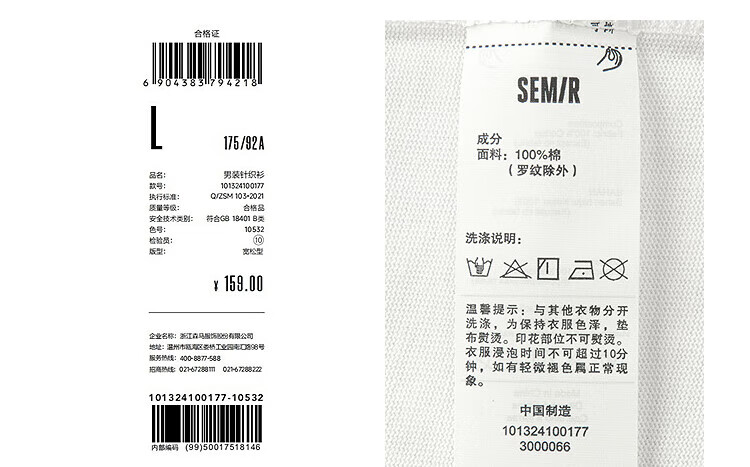 合格证
6 904383 794218
L
175/92A
品名: 男装针织衫
款号: 101324100177
执行标准: Q/ZSM 103-2021
质量等级: 合格品
安全技术类别: 符合GB 18401 B类
色号: 10532
检验员: ⑩
版型: 宽松型
¥ 159.00
企业名称: 浙江森马服饰股份有限公司
地址: 温州市瓯海区娄桥工业园南汇路98号
服务热线: 400-8877-588
招商热线: 021-67288111 021-67288222
101324100177-10532
内部编码 (99)50017518146
SEM/R
成分
面料: 100%棉
(罗纹除外)
洗涤说明:
温馨提示: 与其他衣物分开
洗涤, 为保持衣服色泽, 垫
布熨烫。印花部位不可熨烫。
衣服浸泡时间不可超过10分
钟, 如有轻微褪色属正常现
象。
中国制造
101324100177
3000066